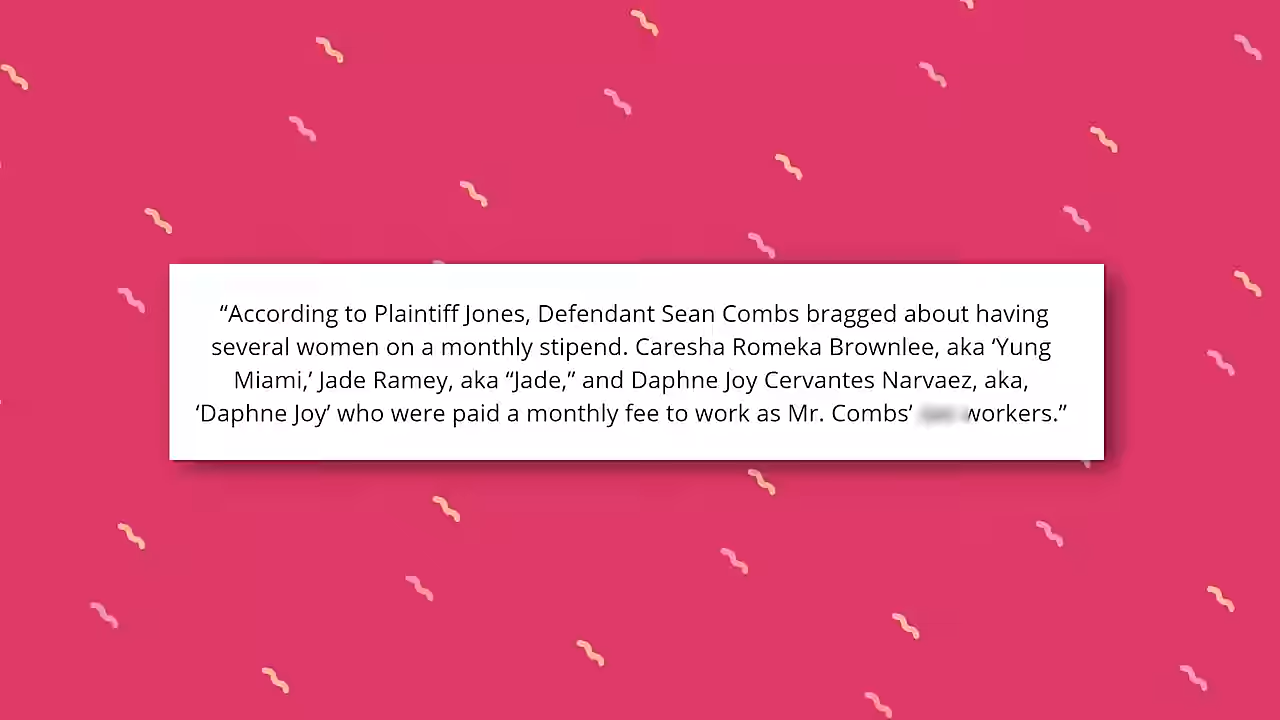 “According to Plaintiff Jones, Defendant Sean Combs bragged about having
several women on a monthly stipend. Caresha Romeka Brownlee, aka ‘Yung
Miami,’ Jade Ramey, aka “Jade,” and Daphne Joy Cervantes Narvaez, aka,
‘Daphne Joy’ who were paid a monthly fee to work as Mr. Combs’ workers.”